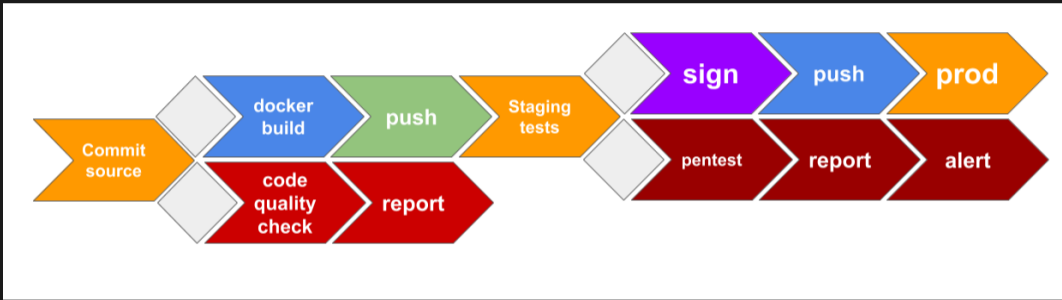 Commit
source
docker
build
push
Staging
tests
code
quality
check
report
sign
push
prod
pentest
report
alert